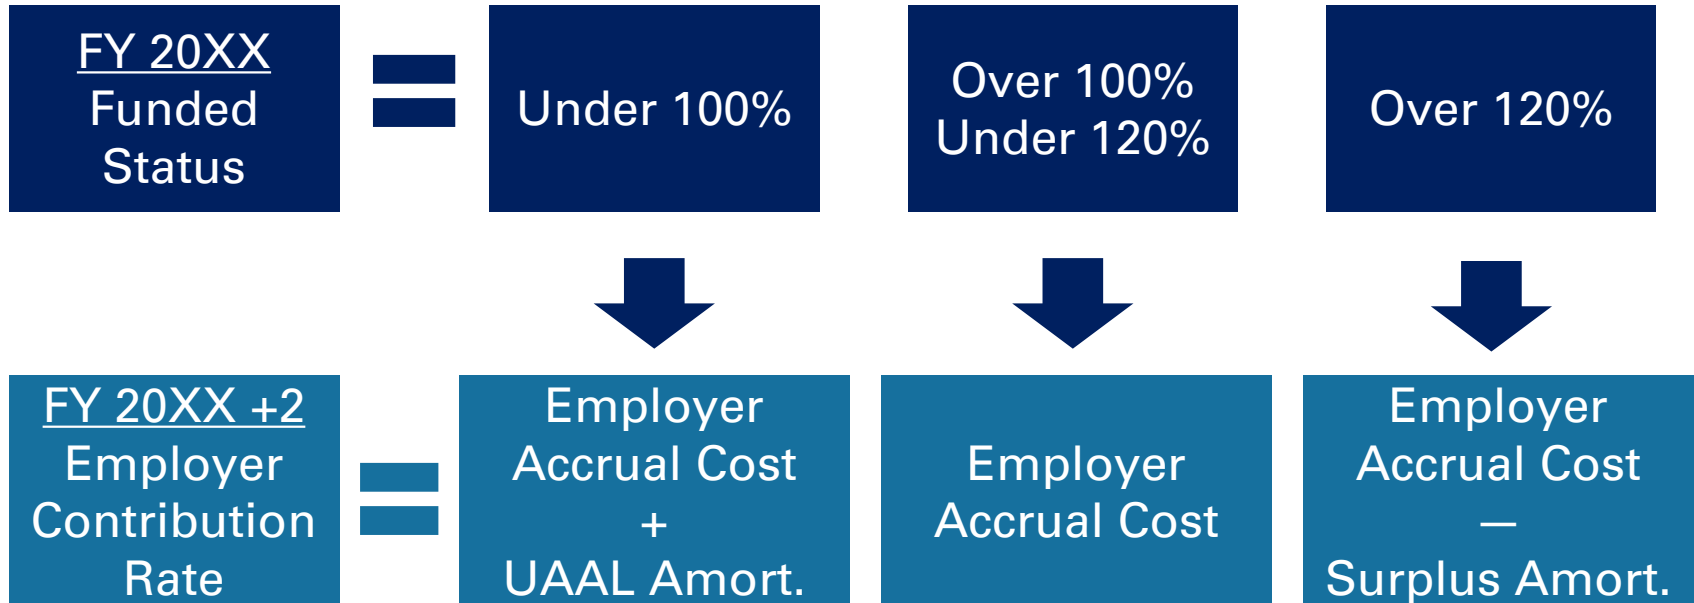 FY 20XX
Funded
Status
Under 100%
Over 100%
Under 120%
Over 120%
FY 20XX +2
Employer
Contribution
Rate
Employer
Accrual Cost
+
UAAL Amort.
Employer
Accrual Cost
Employer
Accrual Cost
—
Surplus Amort.